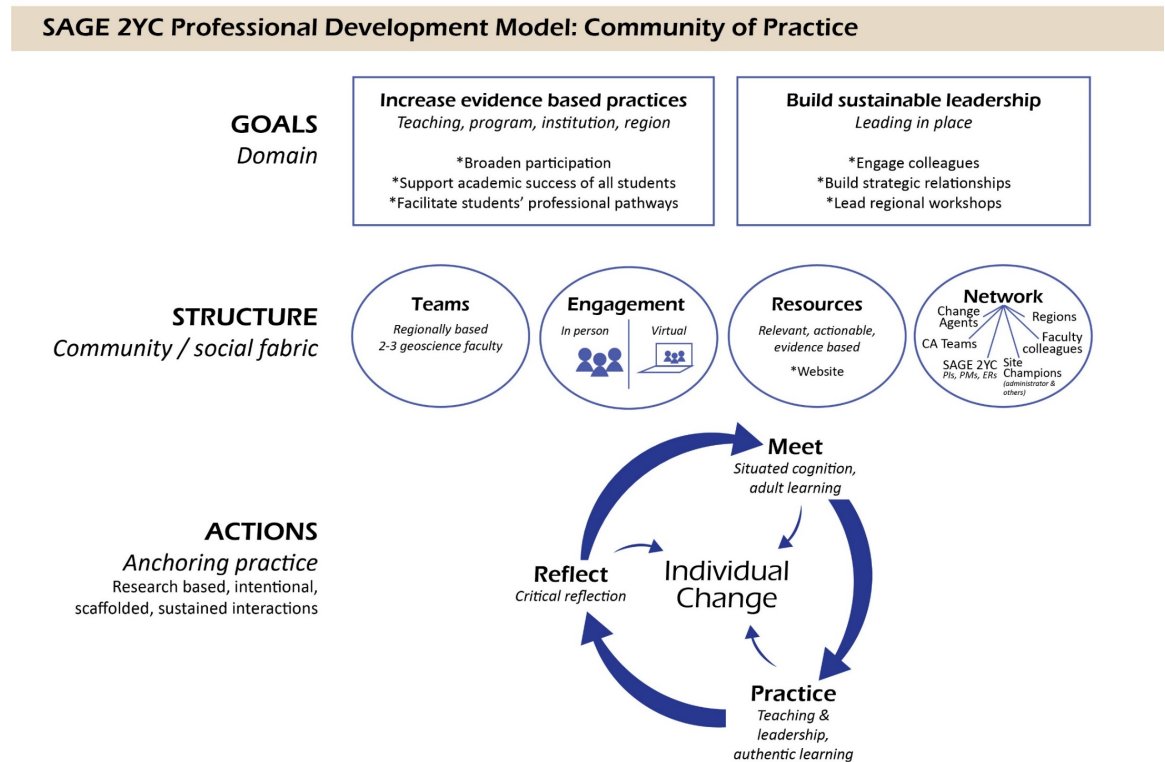 SAGE 2YC Professional Development Model: Community of Practice
GOALS
Domain
Increase evidence based practices
Teaching, program, institution, region
*Broaden participation
*Support academic success of all students
*Facilitate students' professional pathways
Build sustainable leadership
Leading in place
*Engage colleagues
*Build strategic relationships
*Lead regional workshops
STRUCTURE
Community / social fabric
Teams
Regionally based
2-3 geoscience faculty
Engagement
In person
Virtual
Resources
Relevant, actionable,
evidence based
*Website
Network
Change
Agents
CA Teams
SAGE 2YC
PIs, PMs, ERs
Site
Champions
(administrator &
others)
Faculty
colleagues
Regions
ACTIONS
Anchoring practice
Research based, intentional,
scaffolded, sustained interactions
Meet
Situated cognition,
adult learning
Reflect
Critical reflection
Individual
Change
Practice
Teaching &
leadership,
authentic learning